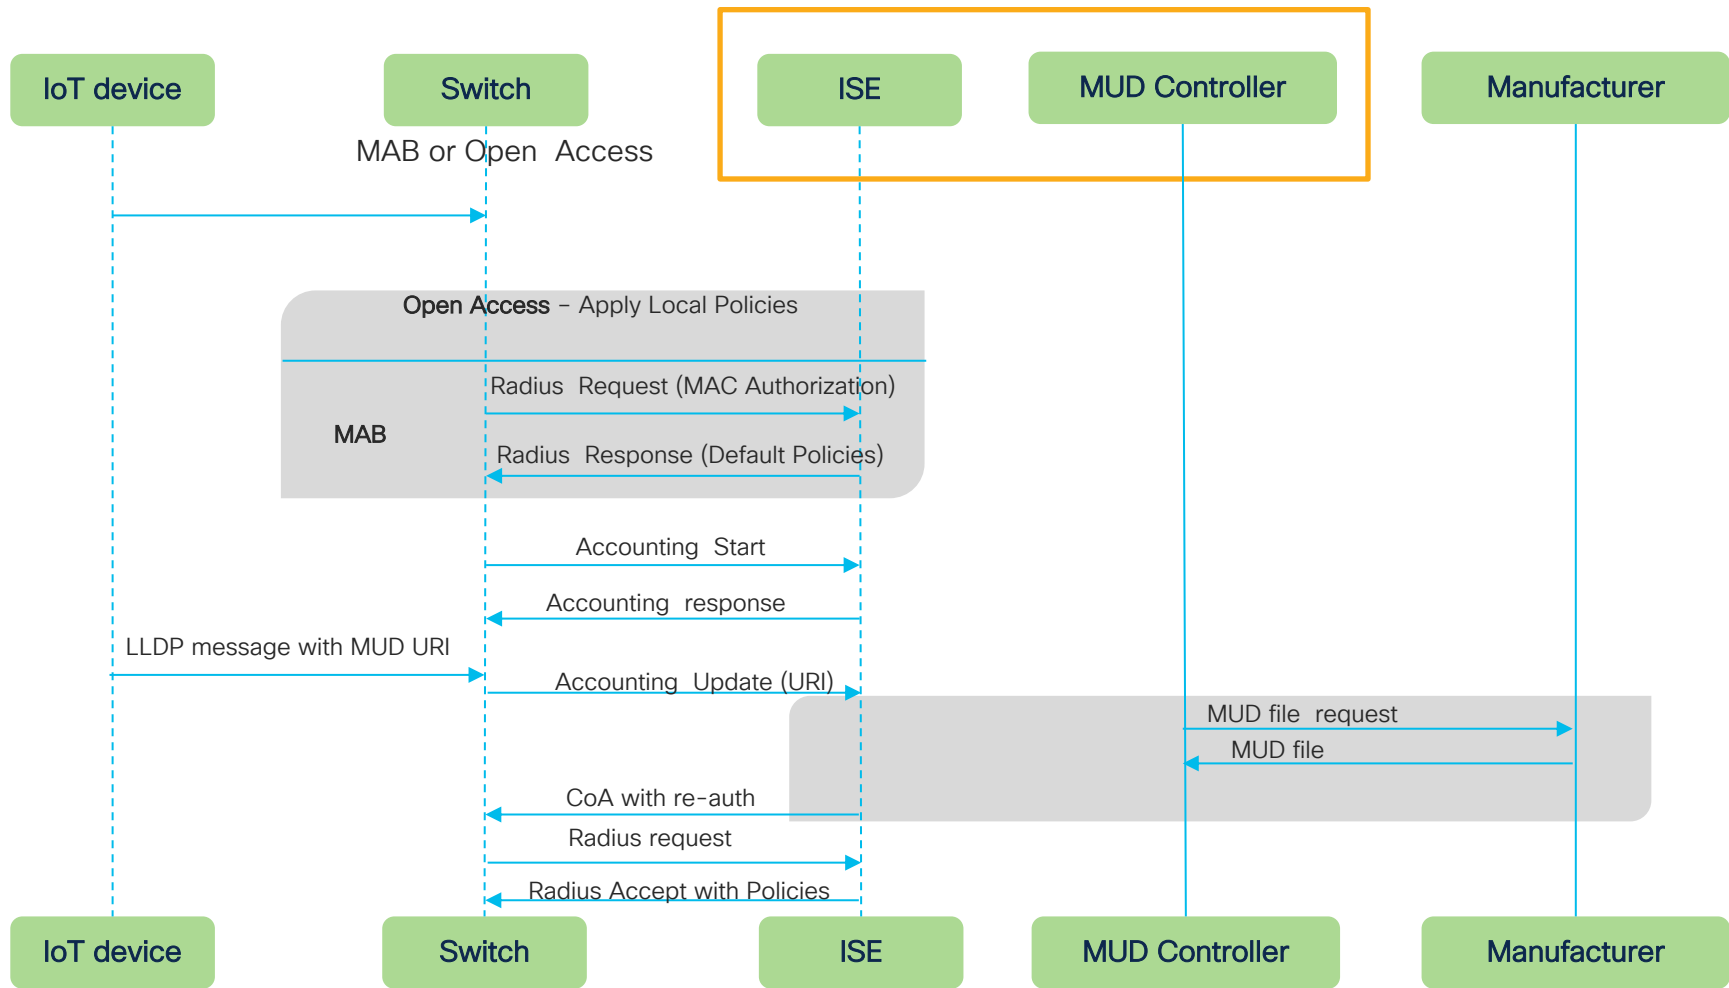 IoT device
Switch
ISE
MUD Controller
Manufacturer
MAB or Open Access
Open Access - Apply Local Policies
Radius Request (MAC Authorization)
MAB
Radius Response (Default Policies)
Accounting Start
Accounting response
LLDP message with MUD URI
Accounting Update (URI)
MUD file request
MUD file
CoA with re-auth
Radius request
Radius Accept with Policies
IoT device
Switch
ISE
MUD Controller
Manufacturer